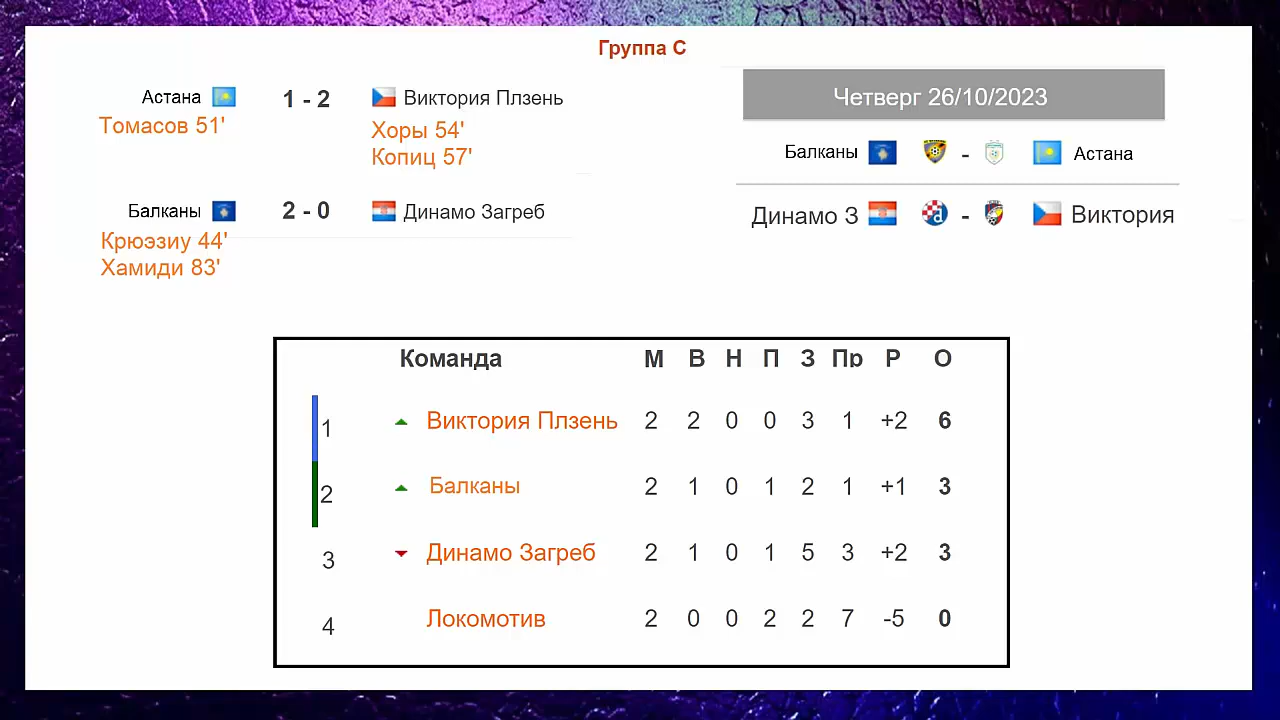 Группа С
Астана 1 - 2 Виктория Плзень
Томасов 51'
Хоры 54'
Копиц 57'
Балканы 2 - 0 Динамо Загреб
Крюэзиу 44'
Хамиди 83'
Четверг 26/10/2023
Балканы - Астана
Динамо З - Виктория
Команда М В Н П З Пр Р О
1 Виктория Плзень 2 2 0 0 3 1 +2 6
2 Балканы 2 1 0 1 2 1 +1 3
3 Динамо Загреб 2 1 0 1 5 3 +2 3
4 Локомотив 2 0 0 2 2 7 -5 0